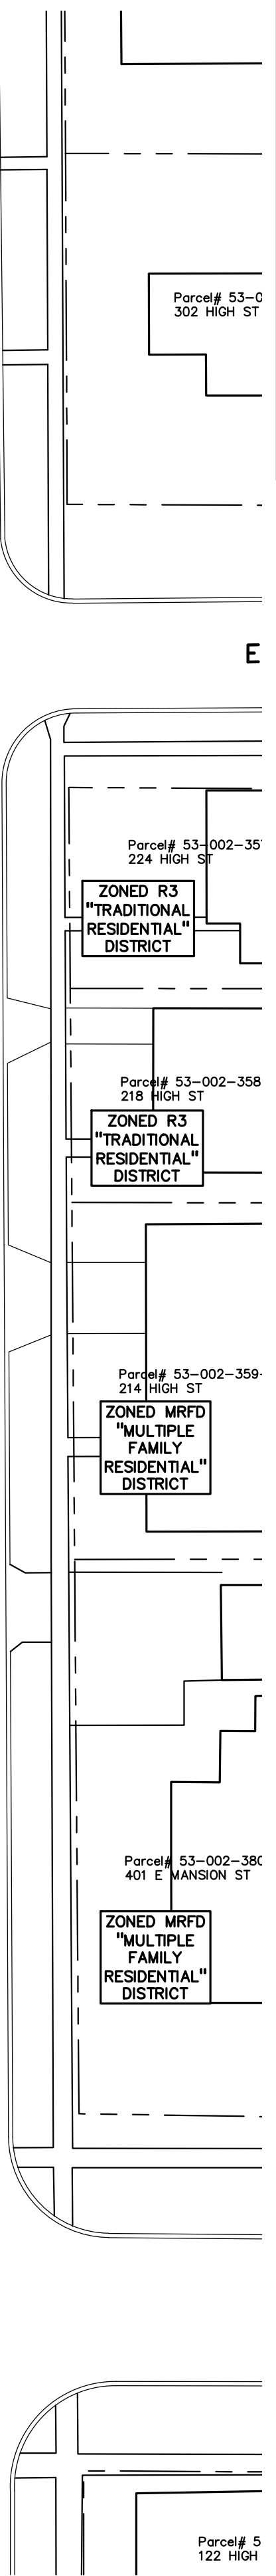 Parcel# 53-0
302 HIGH ST
E
Parcel# 53-002-35
224 HIGH ST
ZONED R3
"TRADITIONAL
RESIDENTIAL"
DISTRICT
Parcel# 53-002-358
218 HIGH ST
ZONED R3
"TRADITIONAL
RESIDENTIAL"
DISTRICT
Parcel# 53-002-359-
214 HIGH ST
ZONED MRFD
"MULTIPLE
FAMILY
RESIDENTIAL"
DISTRICT
Parcel# 53-002-380
401 E MANSION ST
ZONED MRFD
"MULTIPLE
FAMILY
RESIDENTIAL"
DISTRICT
Parcel# 5
122 HIGH